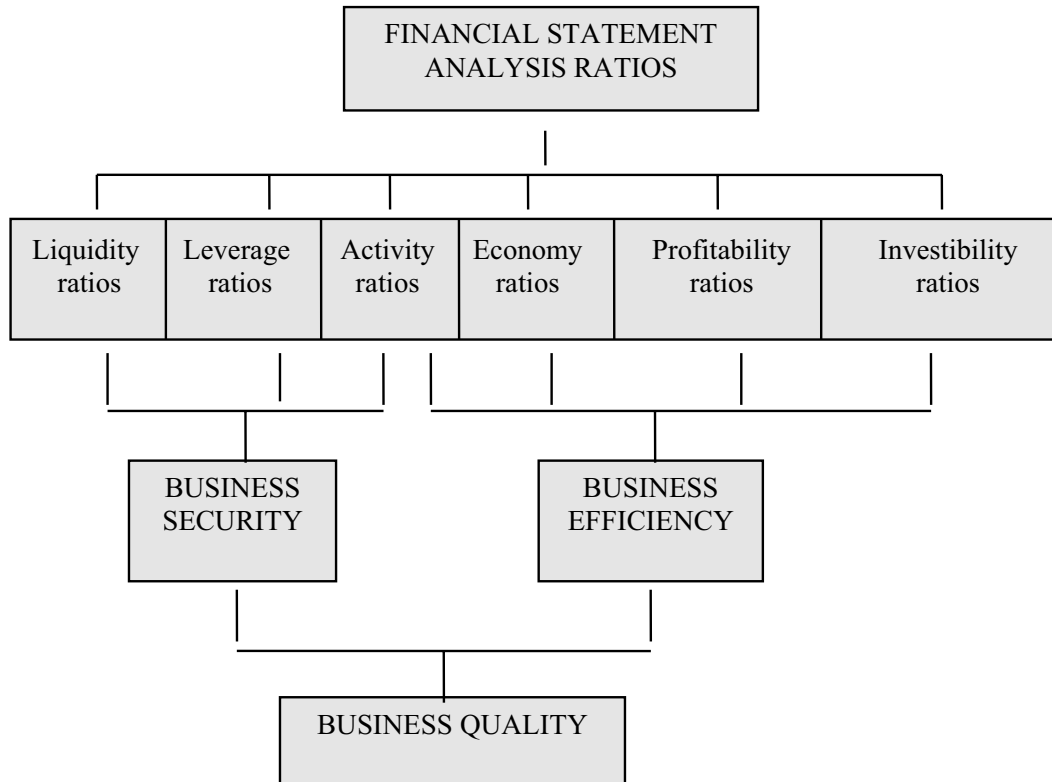 FINANCIAL STATEMENT
ANALYSIS RATIOS
Liquidity
ratios
Leverage
ratios
Activity
ratios
Economy
ratios
Profitability
ratios
Investibility
ratios
BUSINESS
SECURITY
BUSINESS
EFFICIENCY
BUSINESS QUALITY